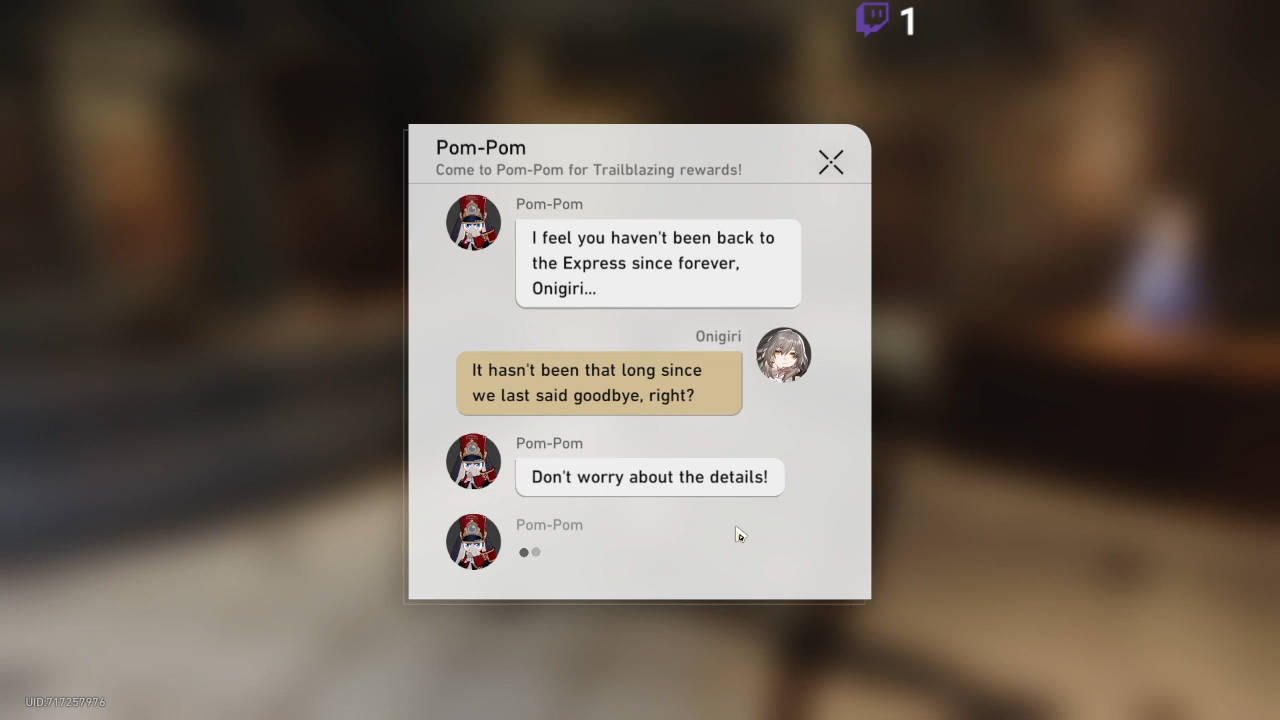 1
Pom-Pom
Come to Pom-Pom for Trailblazing rewards!
Pom-Pom
I feel you haven't been back to
the Express since forever,
Onigiri...
Onigiri
It hasn't been that long since
we last said goodbye, right?
Pom-Pom
Don't worry about the details!
Pom-Pom
UID:717257976